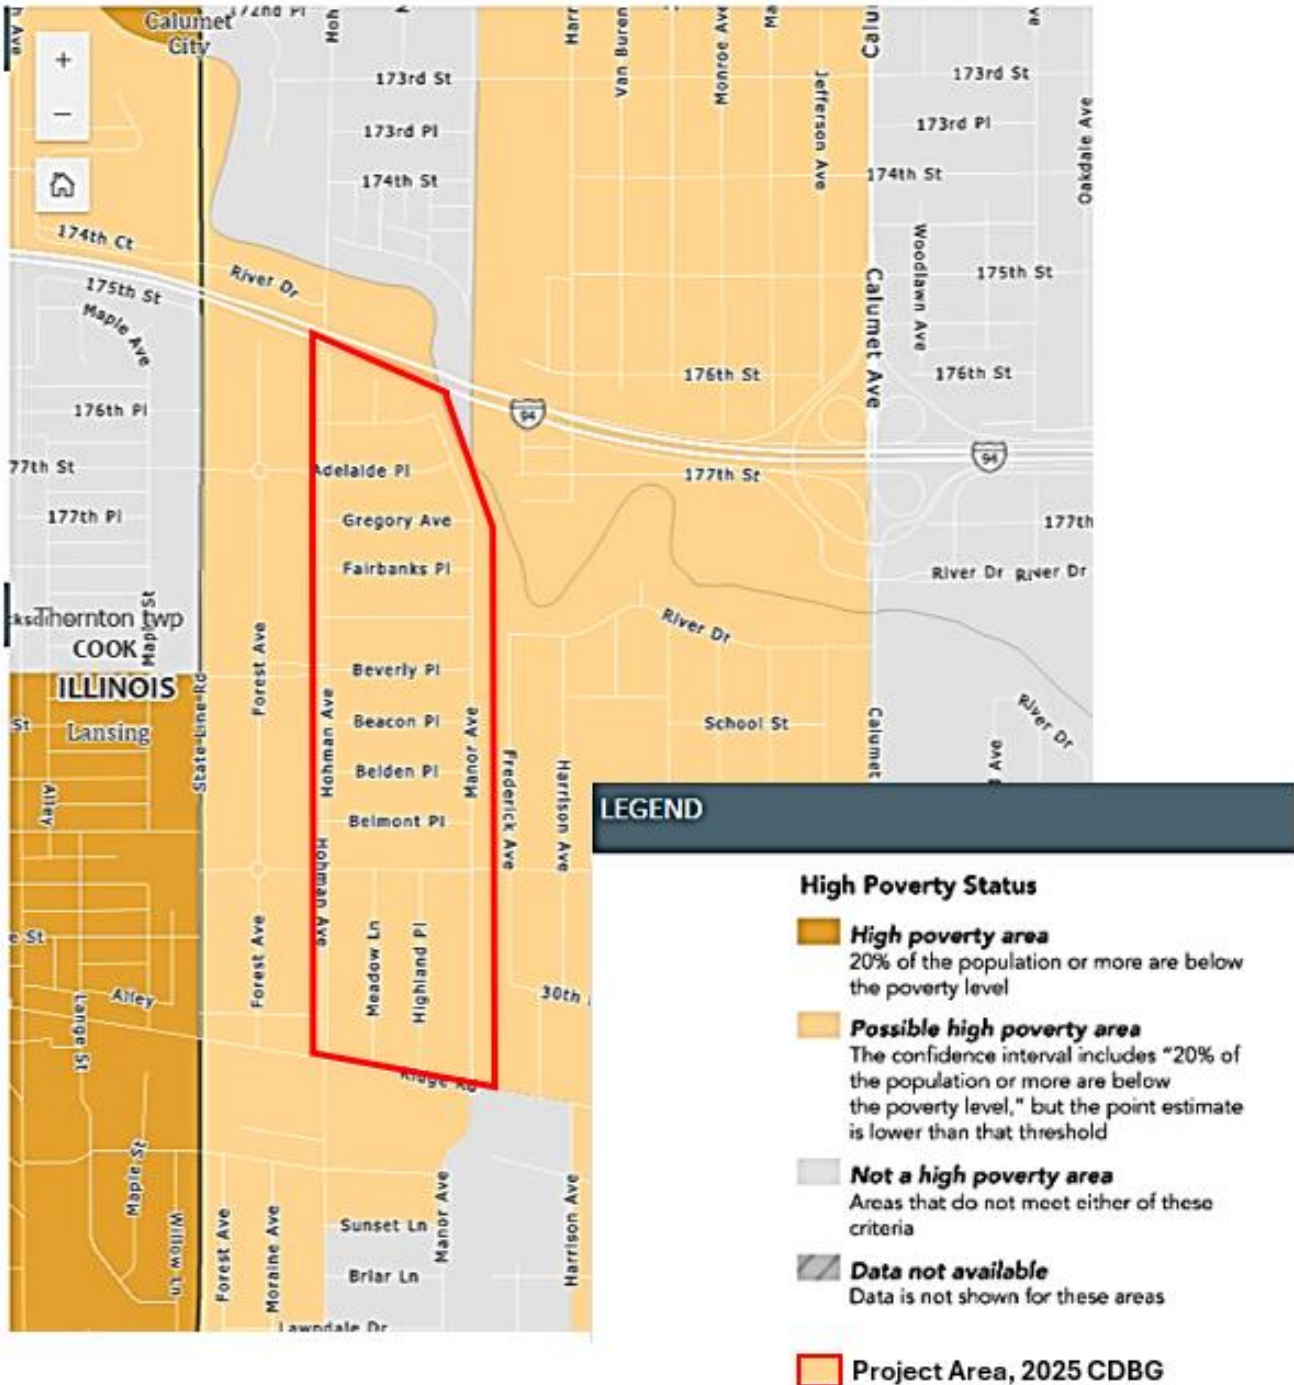 172nd Pl
Calumet
City
Van Buren
Monroe Ave
Jefferson Ave
173rd St
173rd St
173rd Pl
173rd Pl
Oakdale Ave
174th St
174th St
174th Ct
River Dr
175th St
175th St
Maple Ave
Woodlawn Ave
Calumet Ave
176th St
176th St
176th Pl
94
94
77th St
Adelaide Pl
177th St
177th Pl
Gregory Ave
177th
Fairbanks Pl
River Dr
River Dr
Thornton twp
COOK
Maple St
River Dr
ILLINOIS
Lansing
St
State Line Rd
Forest Ave
Beverly Pl
Hohman Ave
Beacon Pl
Manor Ave
School St
Calumet
River Dr
Ave
Belden Pl
Alley
Frederick Ave
Harrison Ave
Belmont Pl
Hohman Ave
e St
Forest Ave
Meadow Ln
Highland Pl
30th
Alley
Lange St
Ridge Rd
Maple St
Willow Ln
Forest Ave
Moraine Ave
Sunset Ln
Manor Ave
Harrison Ave
Briar Ln
Lawndale Dr
LEGEND
High Poverty Status
High poverty area
20% of the population or more are below
the poverty level
Possible high poverty area
The confidence interval includes “20% of
the population or more are below
the poverty level,” but the point estimate
is lower than that threshold
Not a high poverty area
Areas that do not meet either of these
criteria
Data not available
Data is not shown for these areas
Project Area, 2025 CDBG